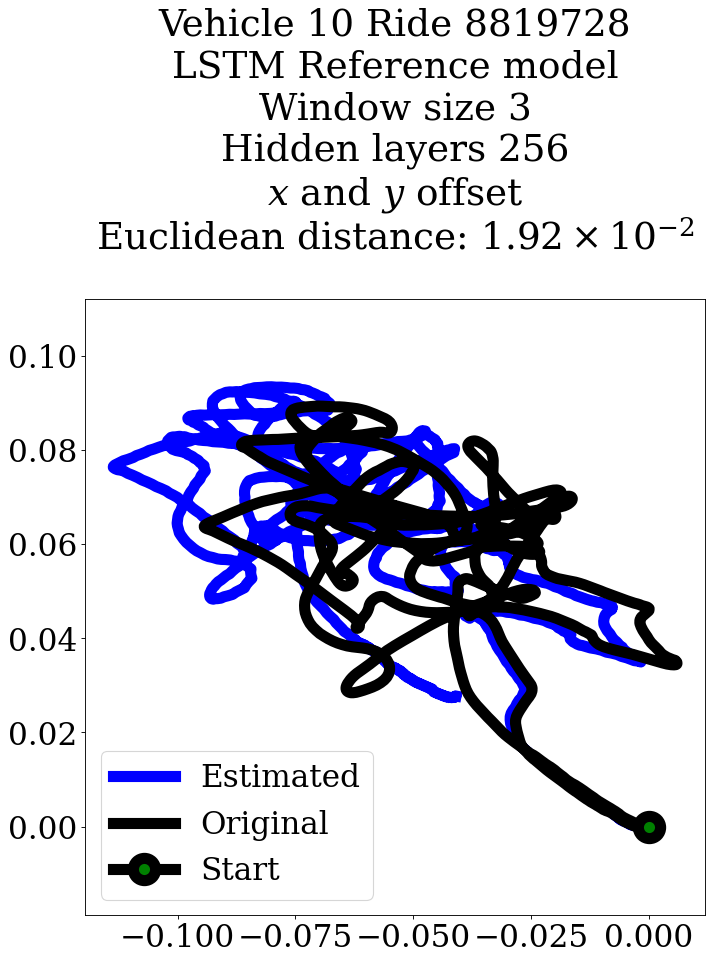 Vehicle 10 Ride 8819728
LSTM Reference model
Window size 3
Hidden layers 256
x and y offset
Euclidean distance: 1.92 × 10⁻²
0.10
0.08
0.06
0.04
0.02
0.00
Estimated
Original
Start
−0.100 −0.075 −0.050 −0.025 0.000